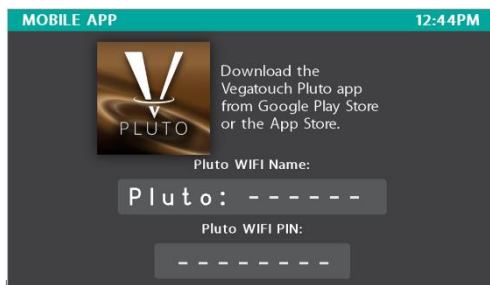 MOBILE APP 12:44PM
PLUTO
Download the
Vegatouch Pluto app
from Google Play Store
or the App Store.
Pluto WIFI Name:
Pluto: - - - - - -
Pluto WIFI PIN:
- - - - - - - -